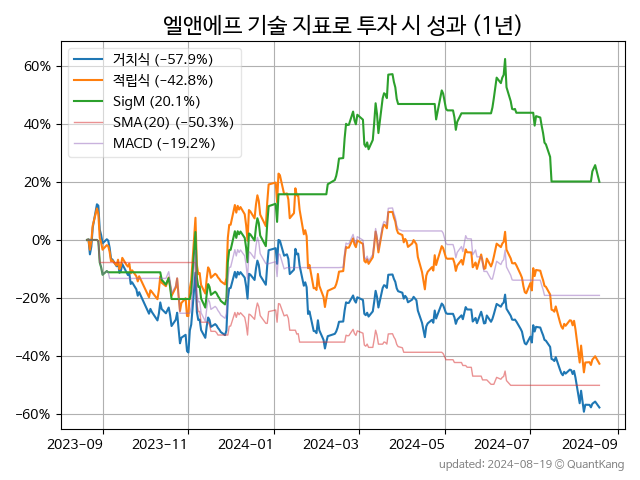 엘앤에프 기술 지표로 투자 시 성과 (1년)
거치식 (−57.9%)
적립식 (−42.8%)
SigM (20.1%)
SMA(20) (−50.3%)
MACD (−19.2%)
60%
40%
20%
0%
−20%
−40%
−60%
2023-09 2023-11 2024-01 2024-03 2024-05 2024-07 2024-09
updated: 2024-08-19 © QuantKang